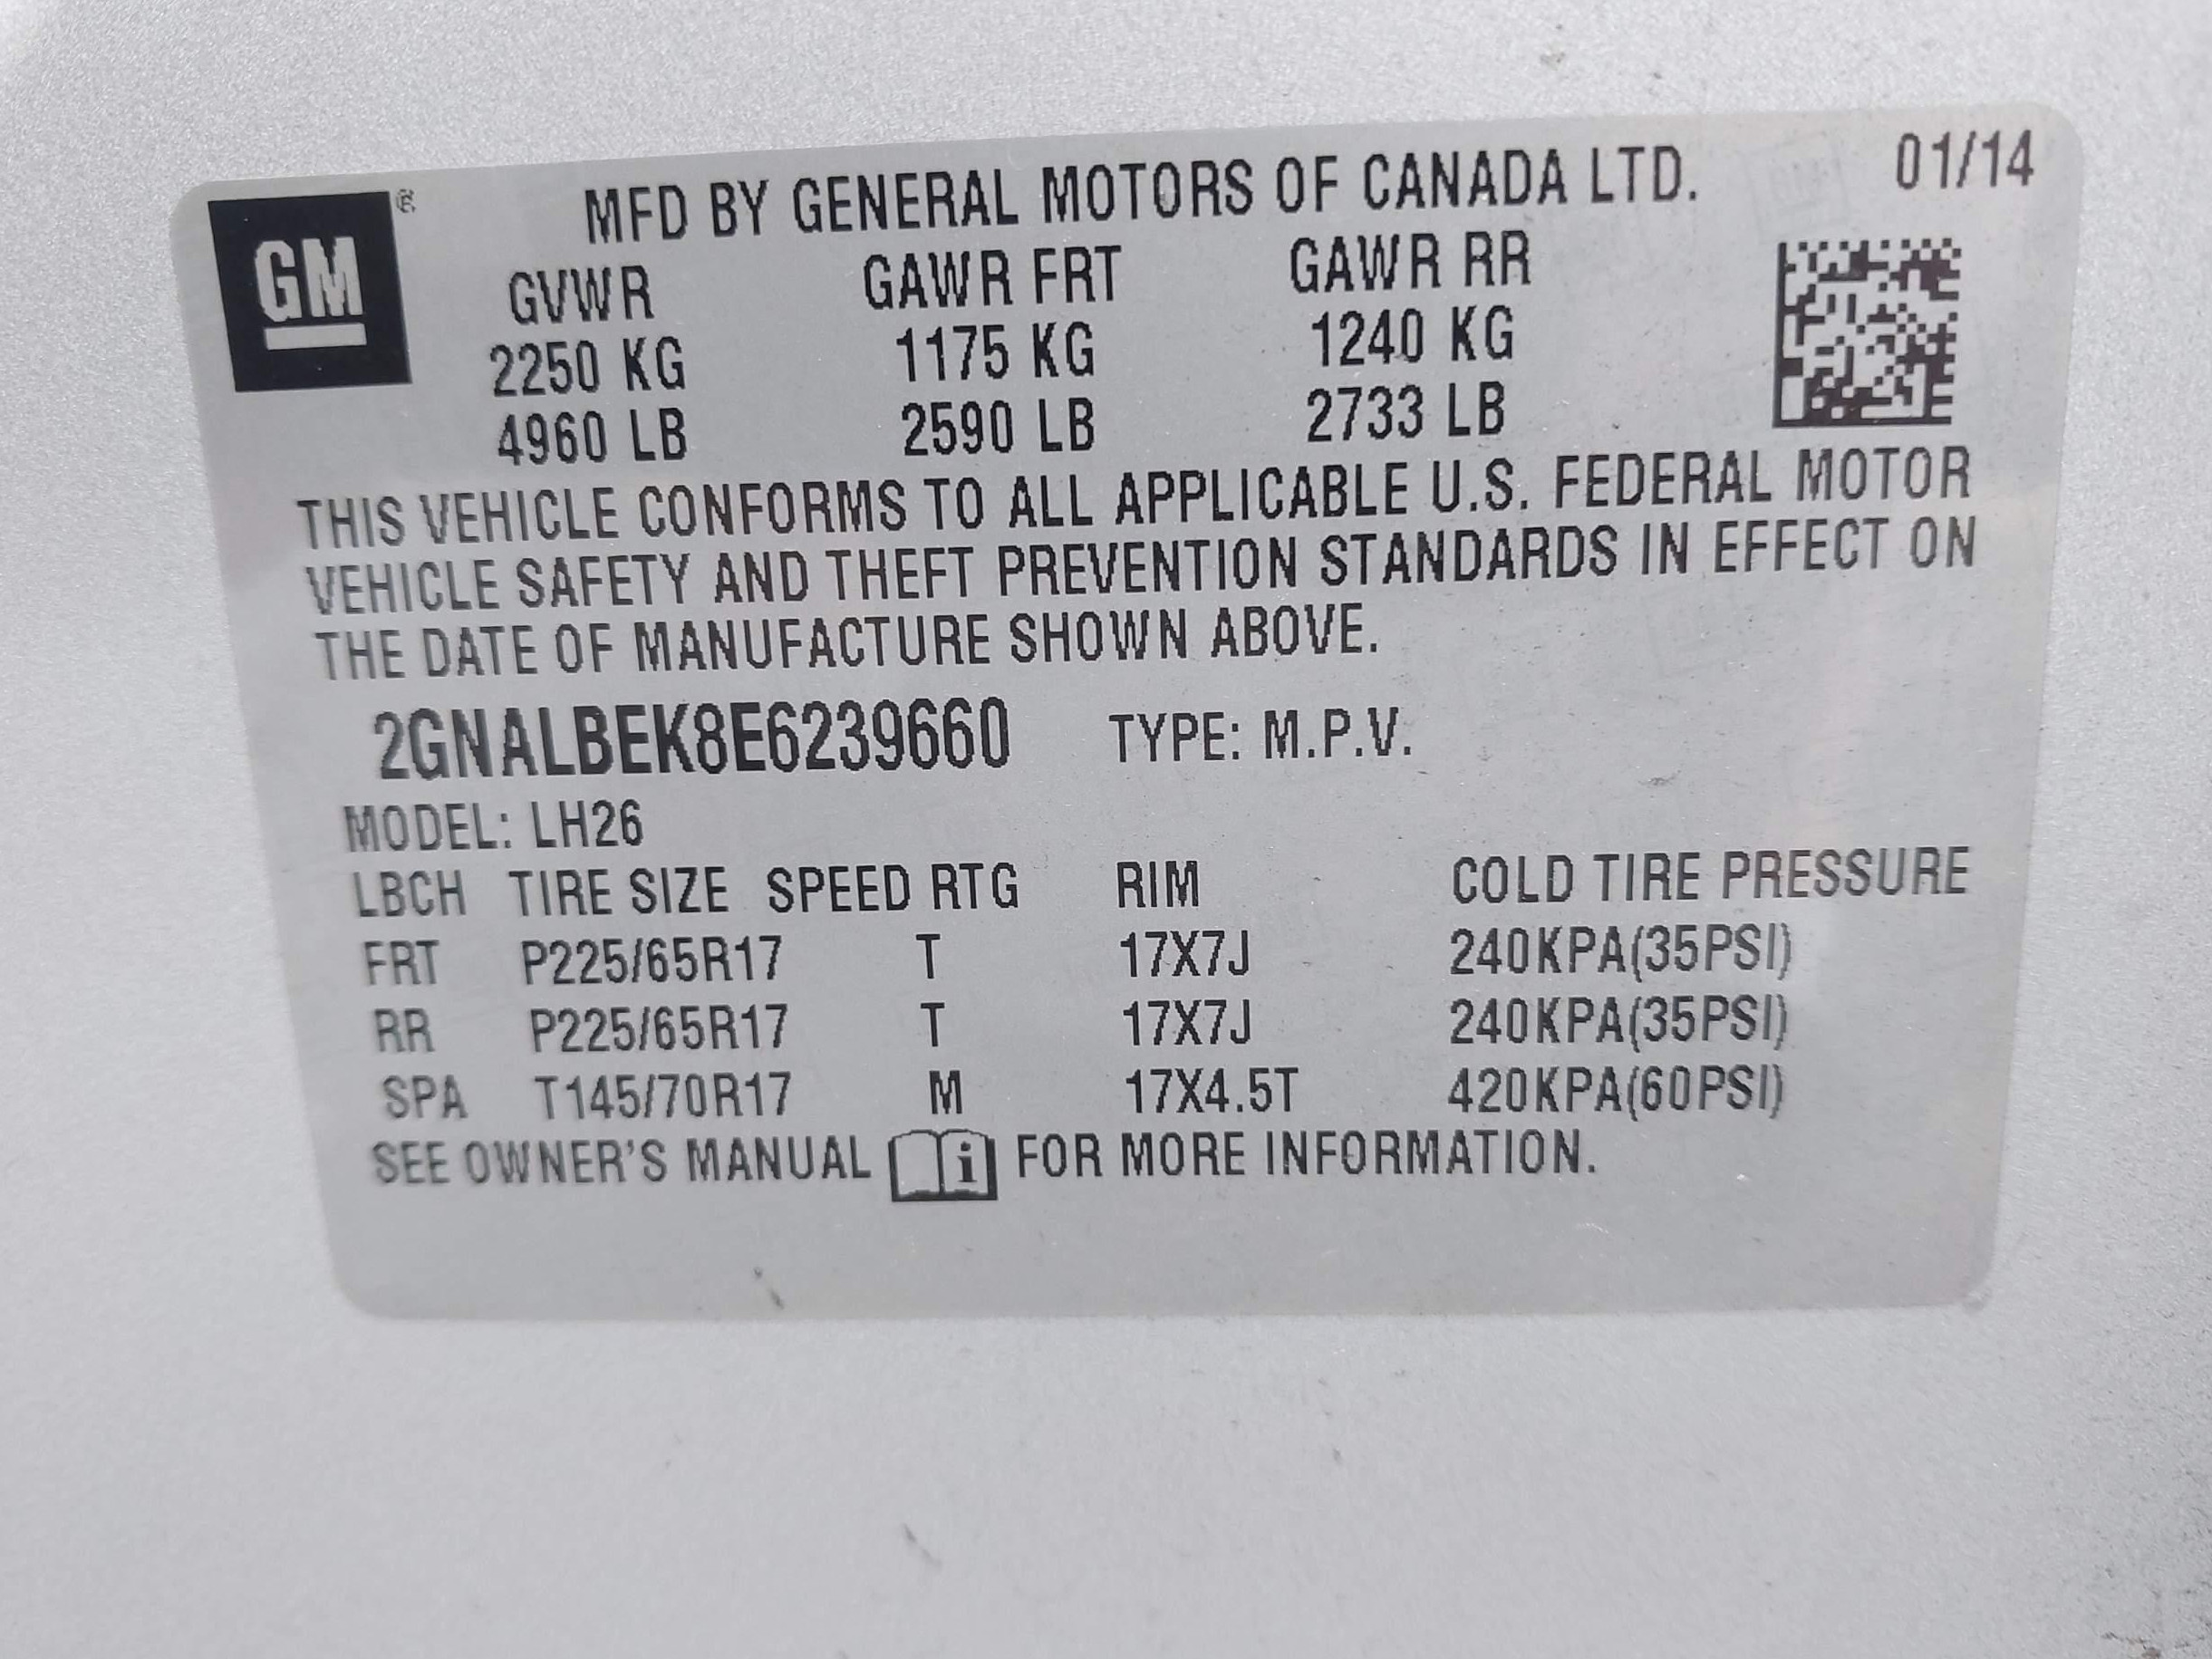 GM ® MFD BY GENERAL MOTORS OF CANADA LTD. 01/14
GVWR GAWR FRT GAWR RR
2250 KG 1175 KG 1240 KG
4960 LB 2590 LB 2733 LB
THIS VEHICLE CONFORMS TO ALL APPLICABLE U.S. FEDERAL MOTOR
VEHICLE SAFETY AND THEFT PREVENTION STANDARDS IN EFFECT ON
THE DATE OF MANUFACTURE SHOWN ABOVE.
2GNALBEK8E6239660 TYPE: M.P.V.
MODEL: LH26
LBCH TIRE SIZE SPEED RTG RIM COLD TIRE PRESSURE
FRT P225/65R17 T 17X7J 240KPA(35PSI)
RR P225/65R17 T 17X7J 240KPA(35PSI)
SPA T145/70R17 M 17X4.5T 420KPA(60PSI)
SEE OWNER'S MANUAL i FOR MORE INFORMATION.